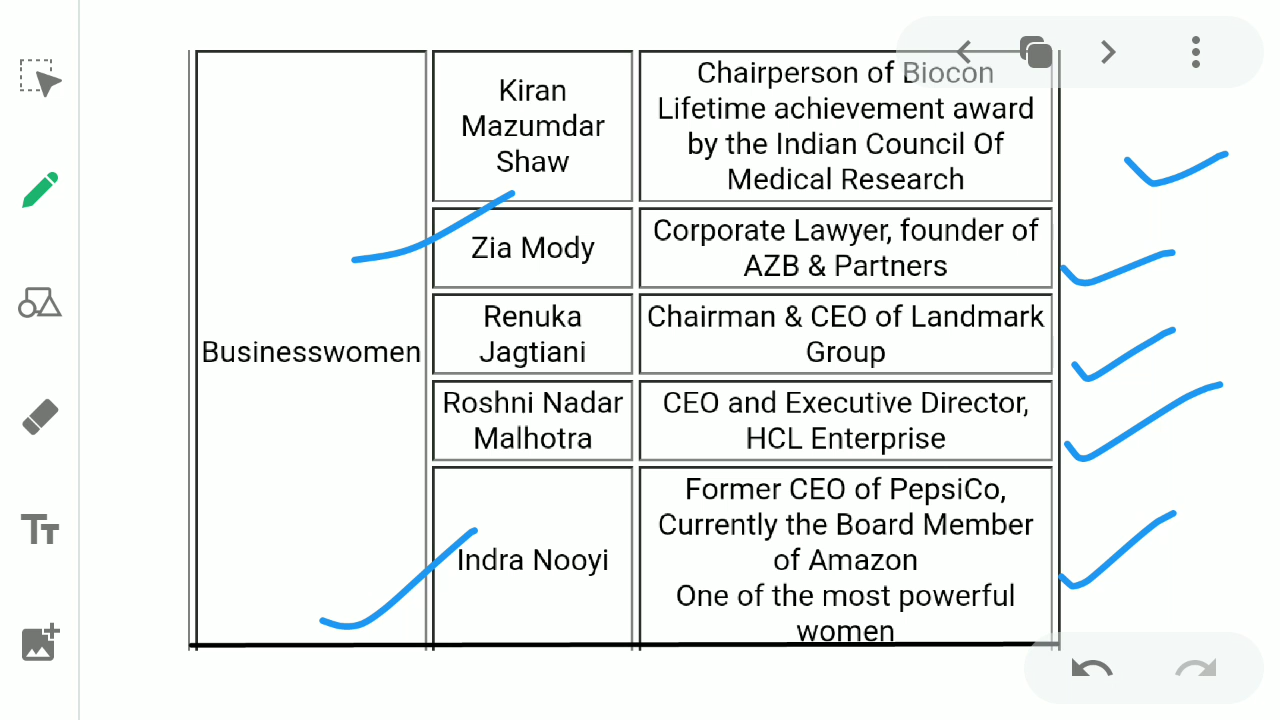 Businesswomen
Kiran
Mazumdar
Shaw
Chairperson of Biocon
Lifetime achievement award
by the Indian Council Of
Medical Research
Zia Mody
Corporate Lawyer, founder of
AZB & Partners
Renuka
Jagtiani
Chairman & CEO of Landmark
Group
Roshni Nadar
Malhotra
CEO and Executive Director,
HCL Enterprise
Indra Nooyi
Former CEO of PepsiCo,
Currently the Board Member
of Amazon
One of the most powerful
women